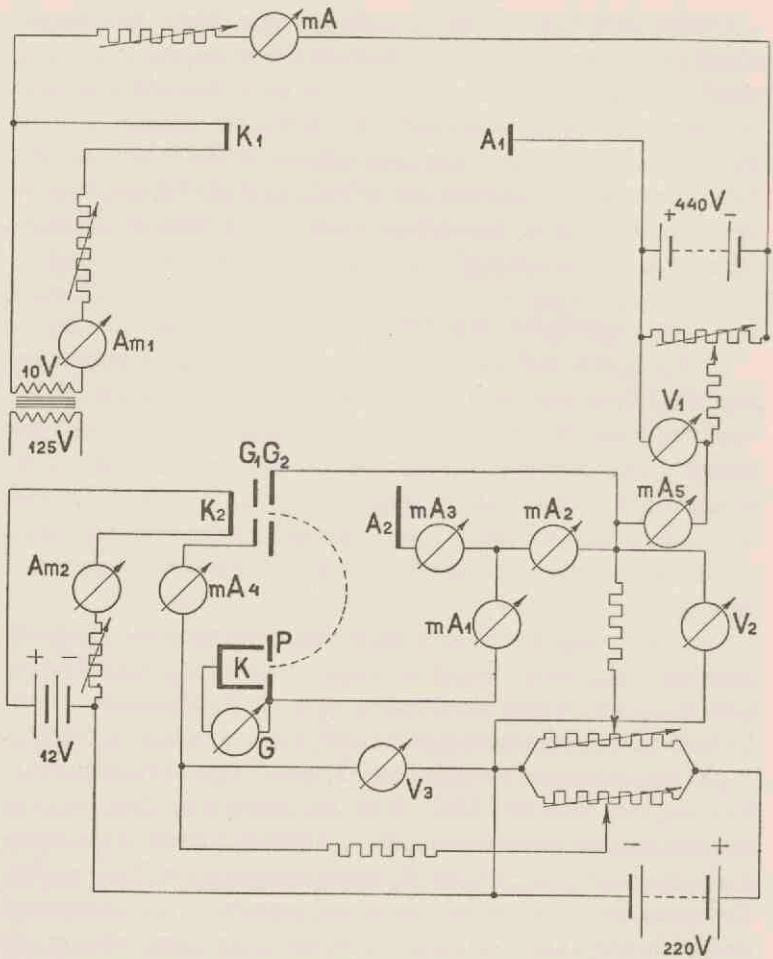 mA
K1
A1
+ 440V -
Am1
10V
125V
V1
G1G2
K2
A2
mA3
mA2
mA5
Am2
mA4
mA1
V2
P
K
+ -
G
12V
V3
- +
220V